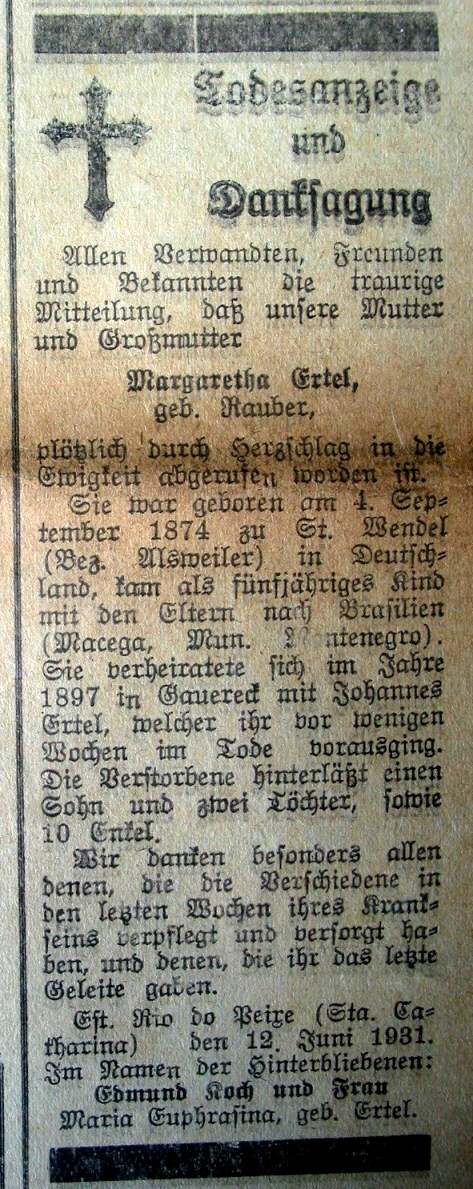 Todesanzeige
und
Danksagung
Allen Verwandten, Freunden
und Bekannten die traurige
Mitteilung, daß unsere Mutter
und Großmutter
Margaretha Ertel,
geb. Rauber,
plötzlich durch Herzschlag in die
Ewigkeit abgerufen worden ist.
Sie war geboren am 4. Sep-
tember 1874 zu St. Wendel
(Bez. Alsweiler) in Deutsch-
land, kam als fünfjähriges Kind
mit den Eltern nach Brasilien
(Macega, Mun. Montenegro).
Sie verheiratete sich im Jahre
1897 in Gauereck mit Johannes
Ertel, welcher ihr vor wenigen
Wochen im Tode vorausging.
Die Verstorbene hinterläßt einen
Sohn und zwei Töchter, sowie
10 Enkel.
Wir danken besonders allen
denen, die die Verschiedene in
den letzten Wochen ihres Krank-
seins verpflegt und versorgt ha-
ben, und denen, die ihr das letzte
Geleite gaben.
Est. Rio do Peixe (Sta. Ca-
tharina) den 12. Juni 1931.
Im Namen der Hinterbliebenen:
Edmund Koch und Frau
Maria Euphrasina, geb. Ertel.